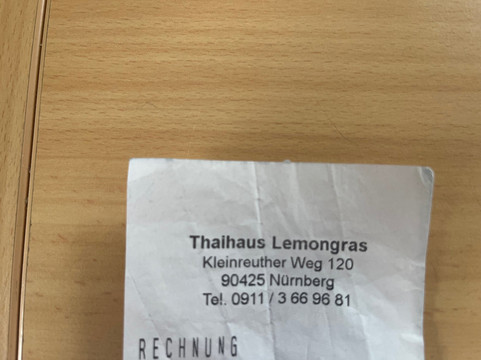 Thaihaus Lemongras
Kleinreuther Weg 120
90425 Nürnberg
Tel. 0911 / 3 66 96 81
RECHNUNG